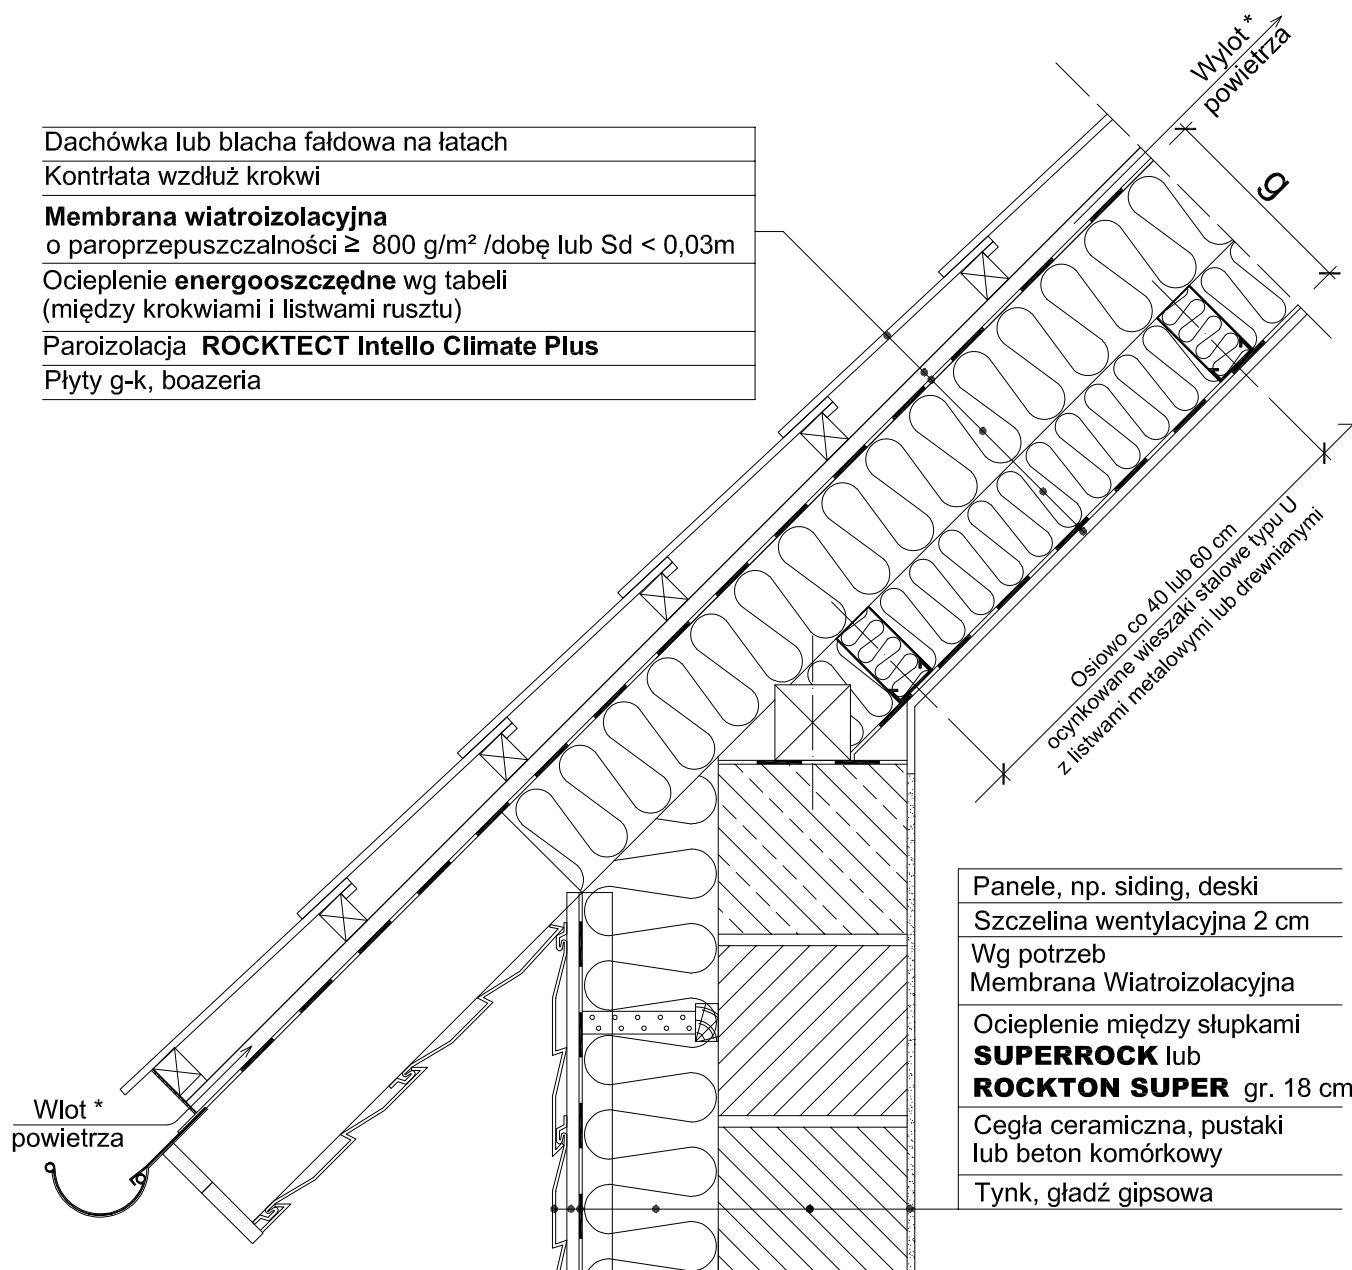 Wylot *
powietrza
g
Dachówka lub blacha fałdowa na łatach
Kontrłata wzdłuż krokwi
Membrana wiatroizolacyjna
o paroprzepuszczalności ≥ 800 g/m² /dobę lub Sd < 0,03m
Ocieplenie energooszczędne wg tabeli
(między krokwiami i listwami rusztu)
Paroizolacja ROCKTECT Intello Climate Plus
Płyty g-k, boazeria
Osiowo co 40 lub 60 cm
ocynkowane wieszaki stalowe typu U
z listwami metalowymi lub drewnianymi
Panele, np. siding, deski
Szczelina wentylacyjna 2 cm
Wg potrzeb
Membrana Wiatroizolacyjna
Ocieplenie między słupkami
SUPERROCK lub
ROCKTON SUPER gr. 18 cm
Cegła ceramiczna, pustaki
lub beton komórkowy
Tynk, gładź gipsowa
Wlot *
powietrza